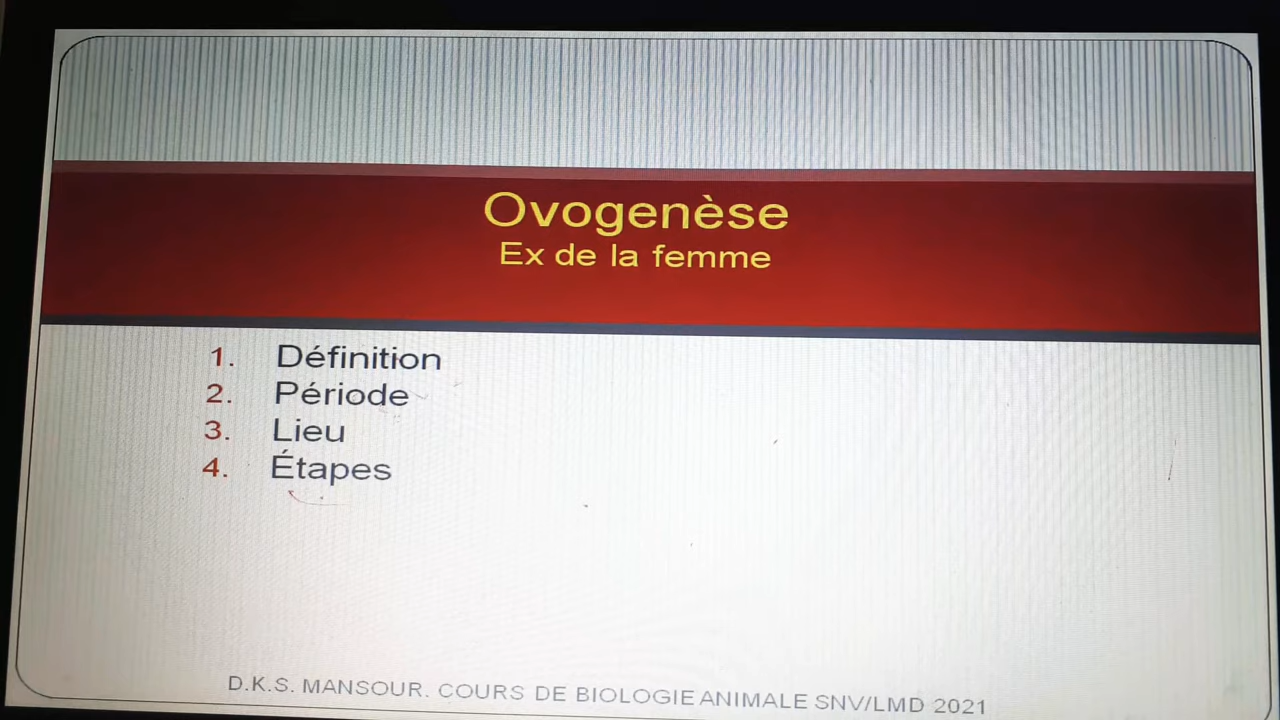 Ovogenèse
Ex de la femme
1. Définition
2. Période
3. Lieu
4. Étapes
D.K.S. MANSOUR. COURS DE BIOLOGIE ANIMALE SNV/LMD 2021